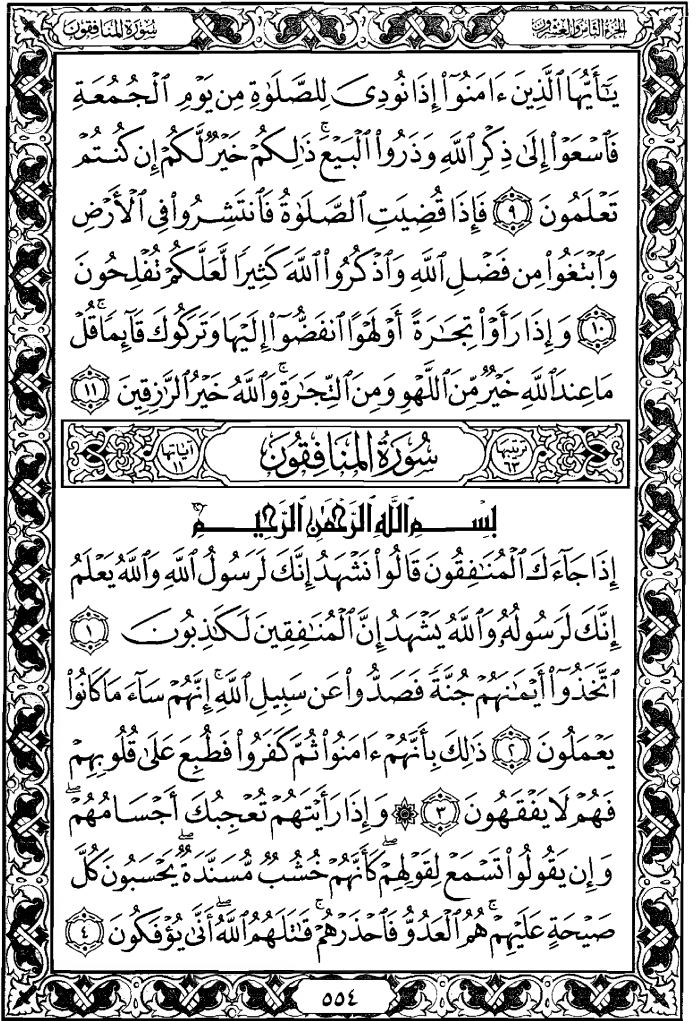 سورة المنافقون
الجزء الثامن والعشرون
يَـٰٓأَيُّهَا ٱلَّذِينَ ءَامَنُوٓا۟ إِذَا نُودِىَ لِلصَّلَوٰةِ مِن يَوْمِ ٱلْجُمُعَةِ
فَٱسْعَوْا۟ إِلَىٰ ذِكْرِ ٱللَّهِ وَذَرُوا۟ ٱلْبَيْعَ ۚ ذَٰلِكُمْ خَيْرٌ لَّكُمْ إِن كُنتُمْ
تَعْلَمُونَ ٩ فَإِذَا قُضِيَتِ ٱلصَّلَوٰةُ فَٱنتَشِرُوا۟ فِى ٱلْأَرْضِ
وَٱبْتَغُوا۟ مِن فَضْلِ ٱللَّهِ وَٱذْكُرُوا۟ ٱللَّهَ كَثِيرًا لَّعَلَّكُمْ تُفْلِحُونَ
١٠ وَإِذَا رَأَوْا۟ تِجَـٰرَةً أَوْ لَهْوًا ٱنفَضُّوٓا۟ إِلَيْهَا وَتَرَكُوكَ قَآئِمًا ۚ قُلْ
مَا عِندَ ٱللَّهِ خَيْرٌ مِّنَ ٱللَّهْوِ وَمِنَ ٱلتِّجَـٰرَةِ ۚ وَٱللَّهُ خَيْرُ ٱلرَّٰزِقِينَ ١١
ترتيبها ٦٣ سُورَةُ المُنَافِقُونَ آياتها ١١
بِسْمِ ٱللَّهِ ٱلرَّحْمَـٰنِ ٱلرَّحِيمِ
إِذَا جَآءَكَ ٱلْمُنَـٰفِقُونَ قَالُوا۟ نَشْهَدُ إِنَّكَ لَرَسُولُ ٱللَّهِ وَٱللَّهُ يَعْلَمُ
إِنَّكَ لَرَسُولُهُۥ وَٱللَّهُ يَشْهَدُ إِنَّ ٱلْمُنَـٰفِقِينَ لَكَـٰذِبُونَ ١
ٱتَّخَذُوٓا۟ أَيْمَـٰنَهُمْ جُنَّةً فَصَدُّوا۟ عَن سَبِيلِ ٱللَّهِ ۚ إِنَّهُمْ سَآءَ مَا كَانُوا۟
يَعْمَلُونَ ٢ ذَٰلِكَ بِأَنَّهُمْ ءَامَنُوا۟ ثُمَّ كَفَرُوا۟ فَطُبِعَ عَلَىٰ قُلُوبِهِمْ
فَهُمْ لَا يَفْقَهُونَ ٣ ۞ وَإِذَا رَأَيْتَهُمْ تُعْجِبُكَ أَجْسَامُهُمْ ۖ
وَإِن يَقُولُوا۟ تَسْمَعْ لِقَوْلِهِمْ ۖ كَأَنَّهُمْ خُشُبٌ مُّسَنَّدَةٌ ۖ يَحْسَبُونَ كُلَّ
صَيْحَةٍ عَلَيْهِمْ ۚ هُمُ ٱلْعَدُوُّ فَٱحْذَرْهُمْ ۚ قَـٰتَلَهُمُ ٱللَّهُ ۖ أَنَّىٰ يُؤْفَكُونَ ٤
٥٥٤